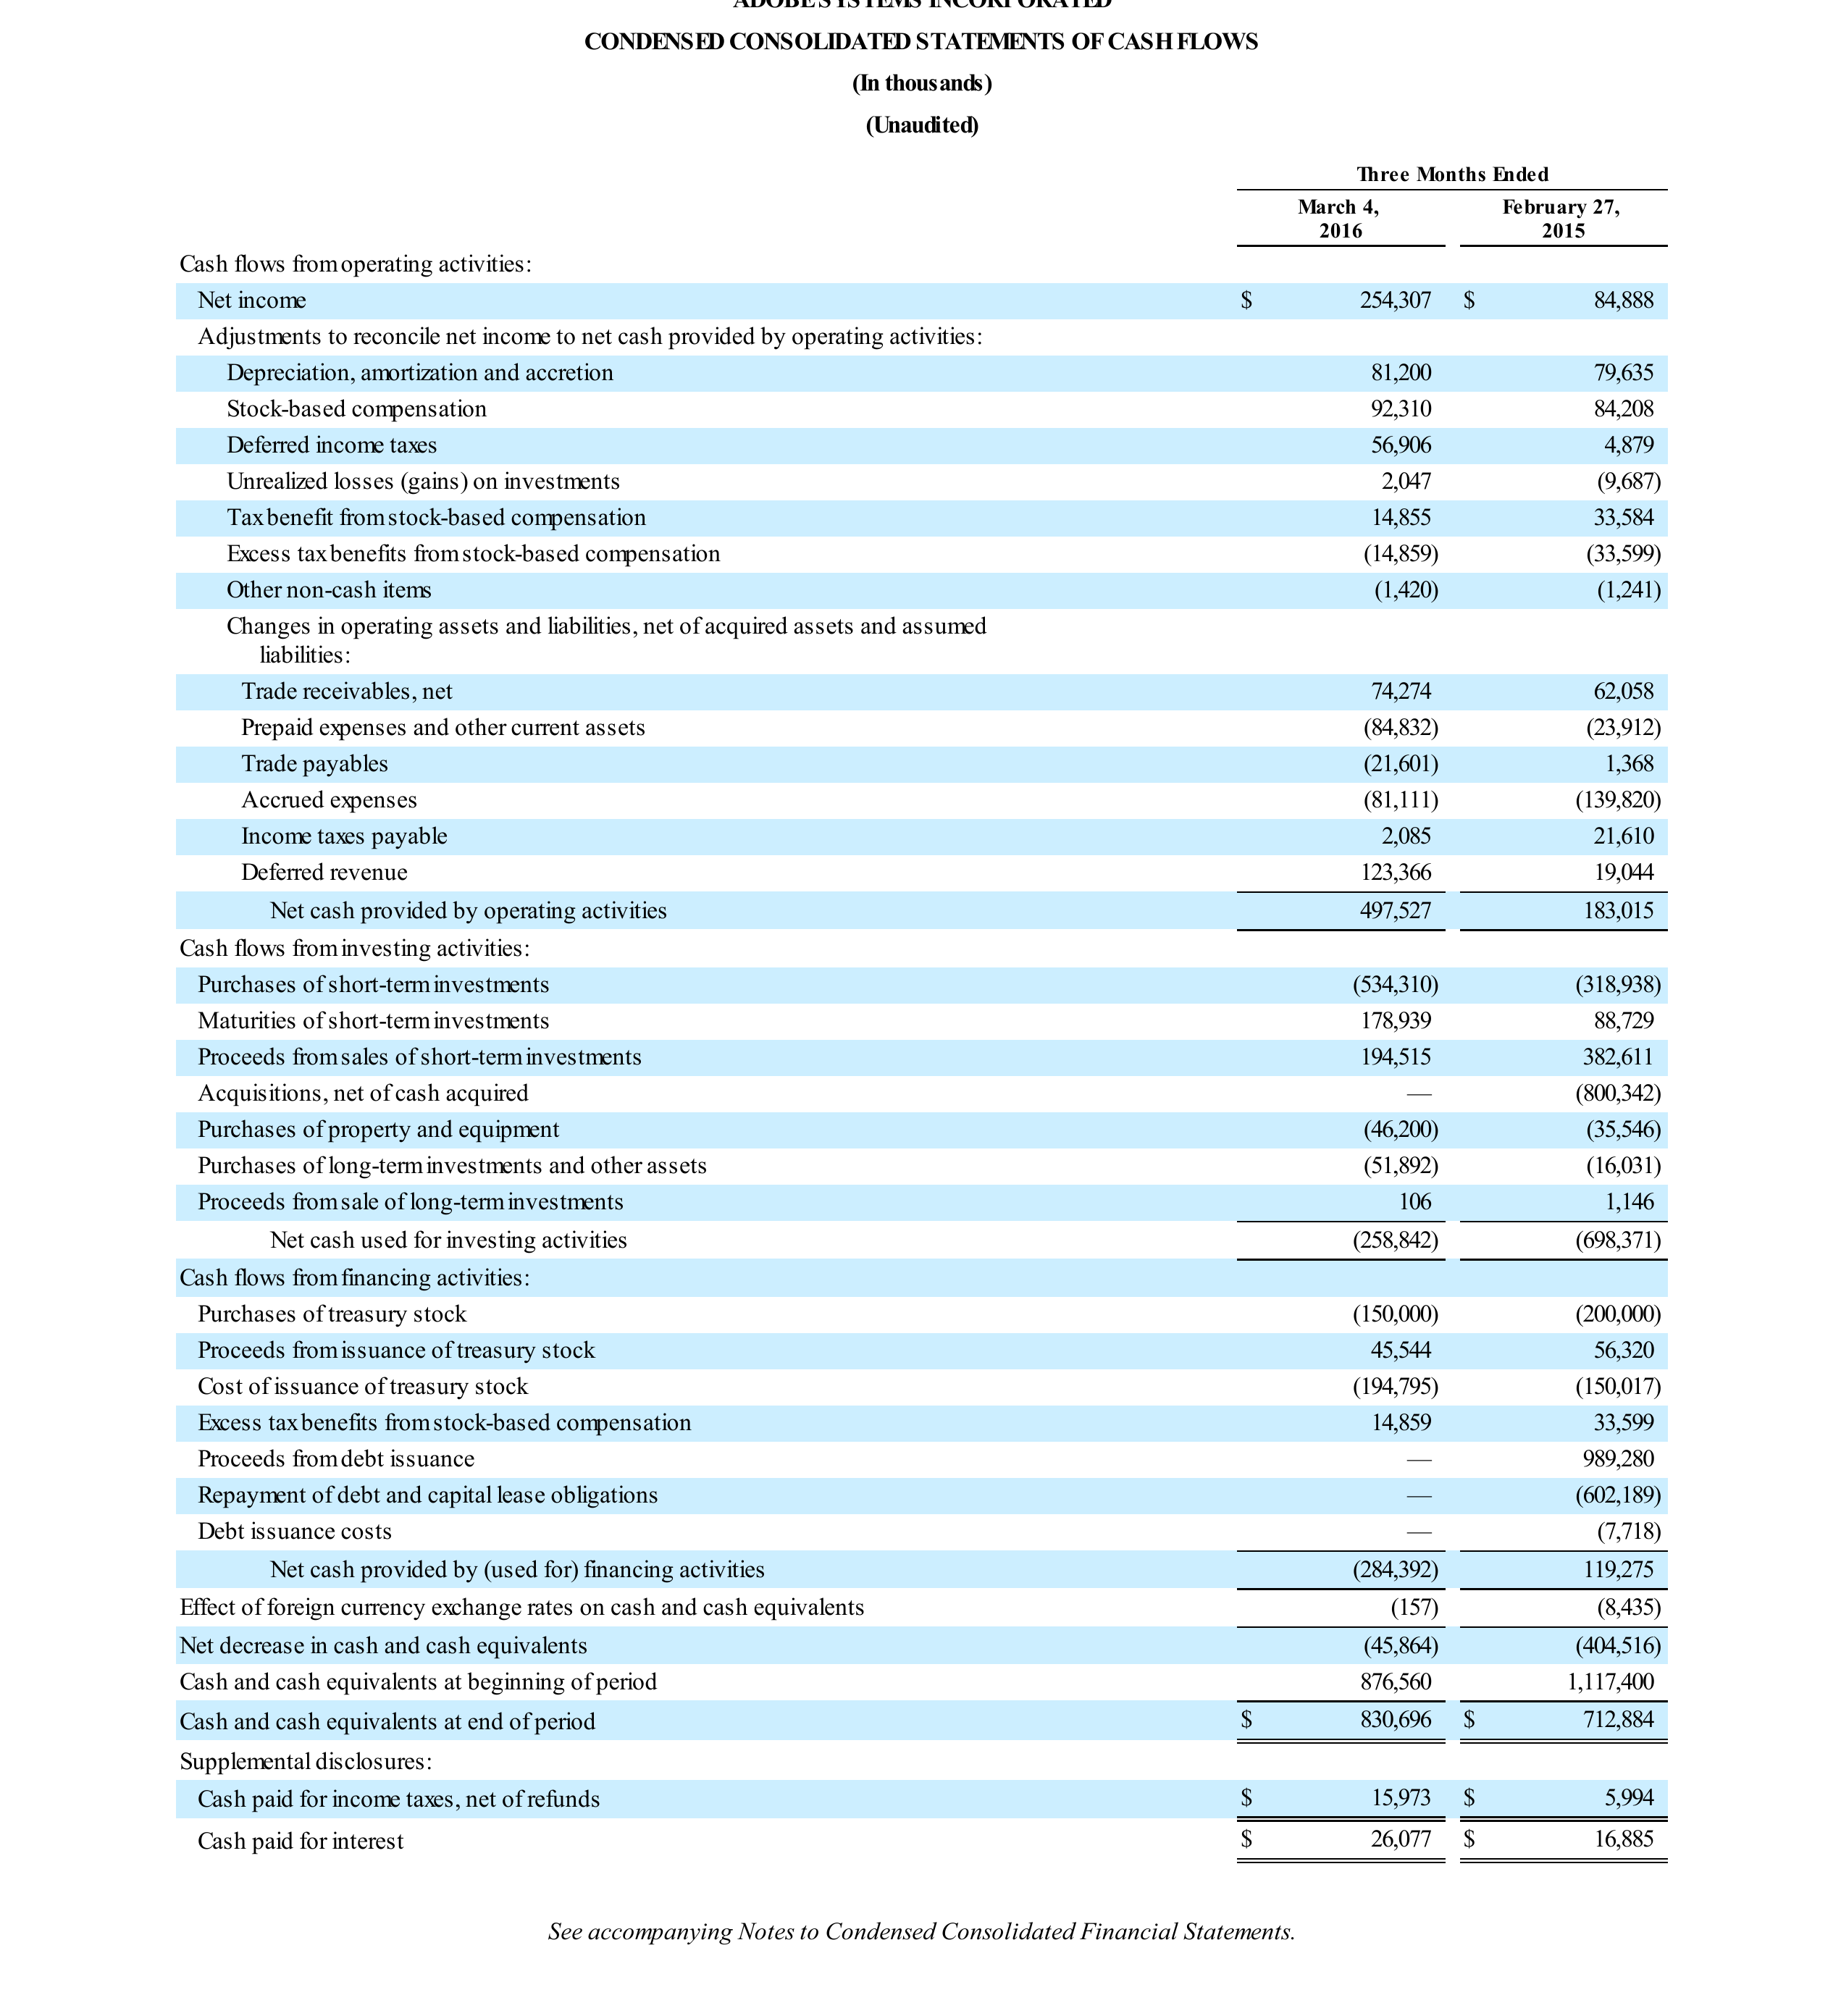 ADOBE SYSTEMS INCORPORATED
CONDENSED CONSOLIDATED STATEMENTS OF CASH FLOWS
(In thousands)
(Unaudited)
Three Months Ended
March 4, 2016 February 27, 2015
Cash flows from operating activities:
Net income $ 254,307 $ 84,888
Adjustments to reconcile net income to net cash provided by operating activities:
Depreciation, amortization and accretion 81,200 79,635
Stock-based compensation 92,310 84,208
Deferred income taxes 56,906 4,879
Unrealized losses (gains) on investments 2,047 (9,687)
Tax benefit from stock-based compensation 14,855 33,584
Excess tax benefits from stock-based compensation (14,859) (33,599)
Other non-cash items (1,420) (1,241)
Changes in operating assets and liabilities, net of acquired assets and assumed
liabilities:
Trade receivables, net 74,274 62,058
Prepaid expenses and other current assets (84,832) (23,912)
Trade payables (21,601) 1,368
Accrued expenses (81,111) (139,820)
Income taxes payable 2,085 21,610
Deferred revenue 123,366 19,044
Net cash provided by operating activities 497,527 183,015
Cash flows from investing activities:
Purchases of short-term investments (534,310) (318,938)
Maturities of short-term investments 178,939 88,729
Proceeds from sales of short-term investments 194,515 382,611
Acquisitions, net of cash acquired — (800,342)
Purchases of property and equipment (46,200) (35,546)
Purchases of long-term investments and other assets (51,892) (16,031)
Proceeds from sale of long-term investments 106 1,146
Net cash used for investing activities (258,842) (698,371)
Cash flows from financing activities:
Purchases of treasury stock (150,000) (200,000)
Proceeds from issuance of treasury stock 45,544 56,320
Cost of issuance of treasury stock (194,795) (150,017)
Excess tax benefits from stock-based compensation 14,859 33,599
Proceeds from debt issuance — 989,280
Repayment of debt and capital lease obligations — (602,189)
Debt issuance costs — (7,718)
Net cash provided by (used for) financing activities (284,392) 119,275
Effect of foreign currency exchange rates on cash and cash equivalents (157) (8,435)
Net decrease in cash and cash equivalents (45,864) (404,516)
Cash and cash equivalents at beginning of period 876,560 1,117,400
Cash and cash equivalents at end of period $ 830,696 $ 712,884
Supplemental disclosures:
Cash paid for income taxes, net of refunds $ 15,973 $ 5,994
Cash paid for interest $ 26,077 $ 16,885
See accompanying Notes to Condensed Consolidated Financial Statements.